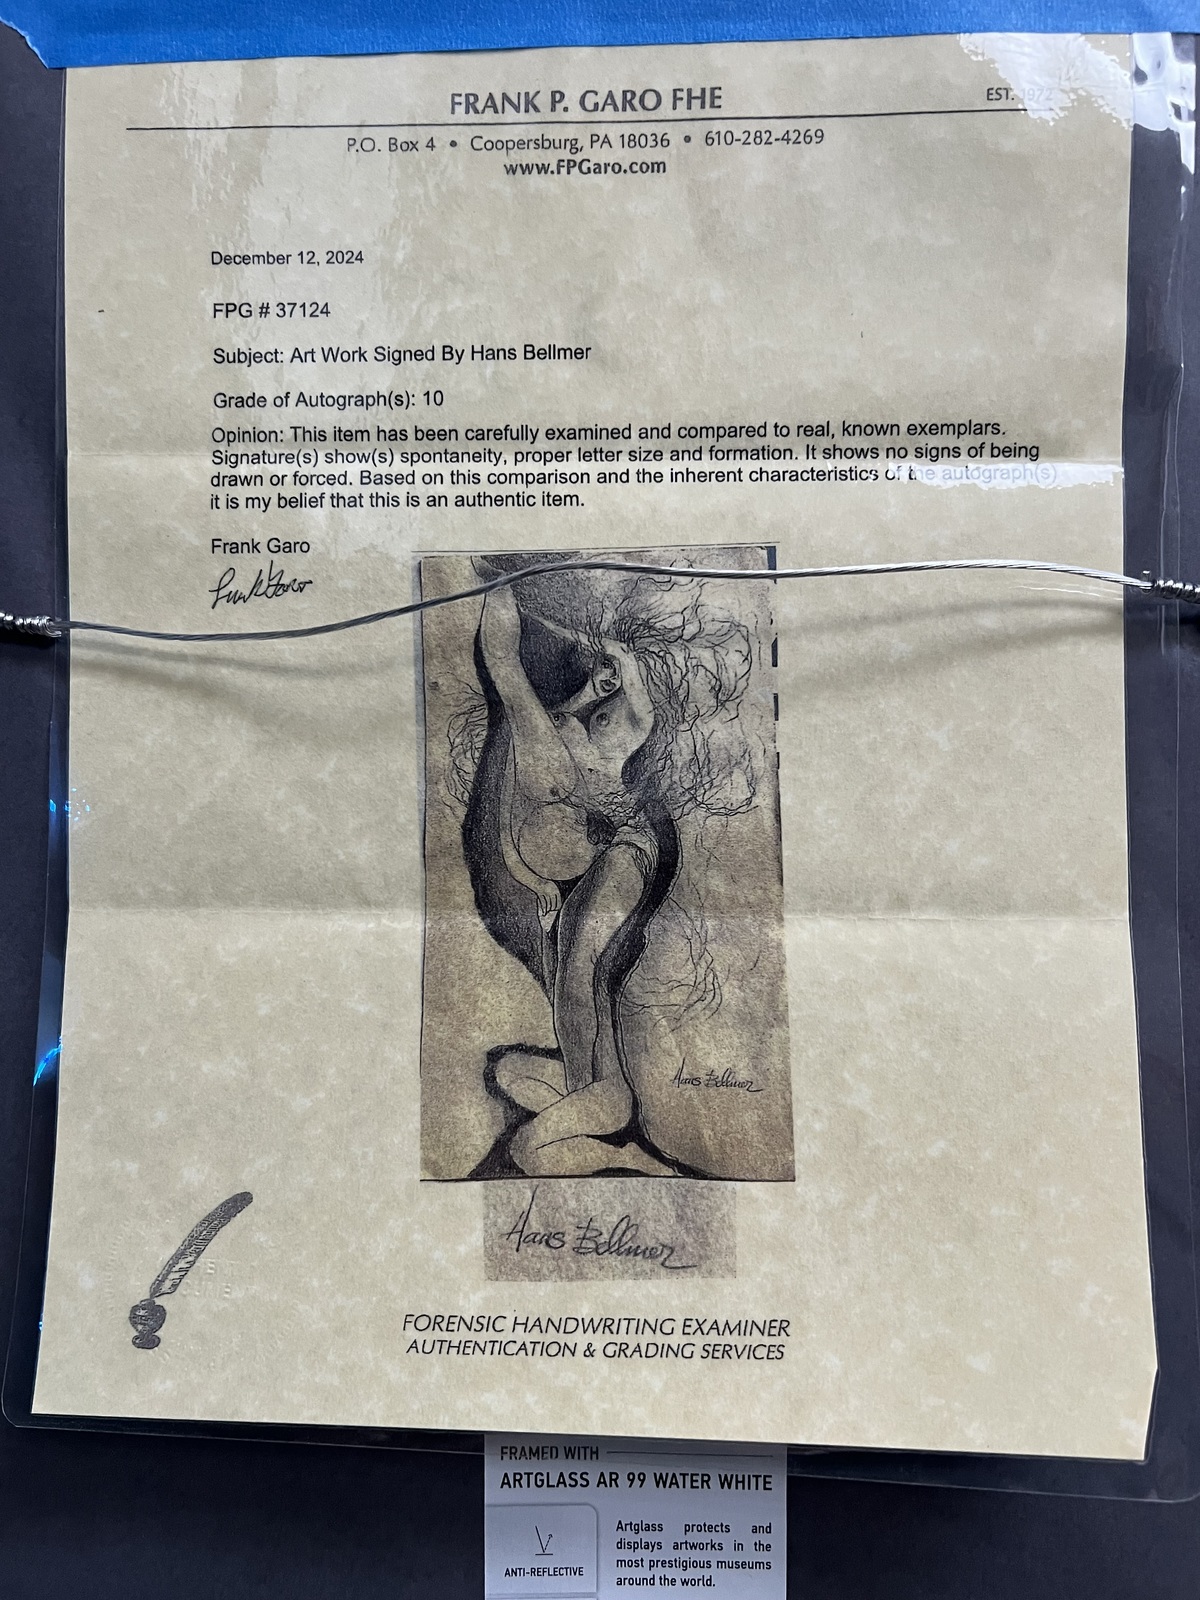 FRANK P. GARO FHE
EST. 1972
P.O. Box 4 • Coopersburg, PA 18036 • 610-282-4269
www.FPGaro.com
December 12, 2024
FPG # 37124
Subject: Art Work Signed By Hans Bellmer
Grade of Autograph(s): 10
Opinion: This item has been carefully examined and compared to real, known exemplars.
Signature(s) show(s) spontaneity, proper letter size and formation. It shows no signs of being
drawn or forced. Based on this comparison and the inherent characteristics of the autograph(s)
it is my belief that this is an authentic item.
Frank Garo
Frank Garo
Hans Bellmer
Hans Bellmer
FORENSIC HANDWRITING EXAMINER
AUTHENTICATION & GRADING SERVICES
FRAMED WITH
ARTGLASS AR 99 WATER WHITE
ANTI-REFLECTIVE
Artglass protects and
displays artworks in the
most prestigious museums
around the world.